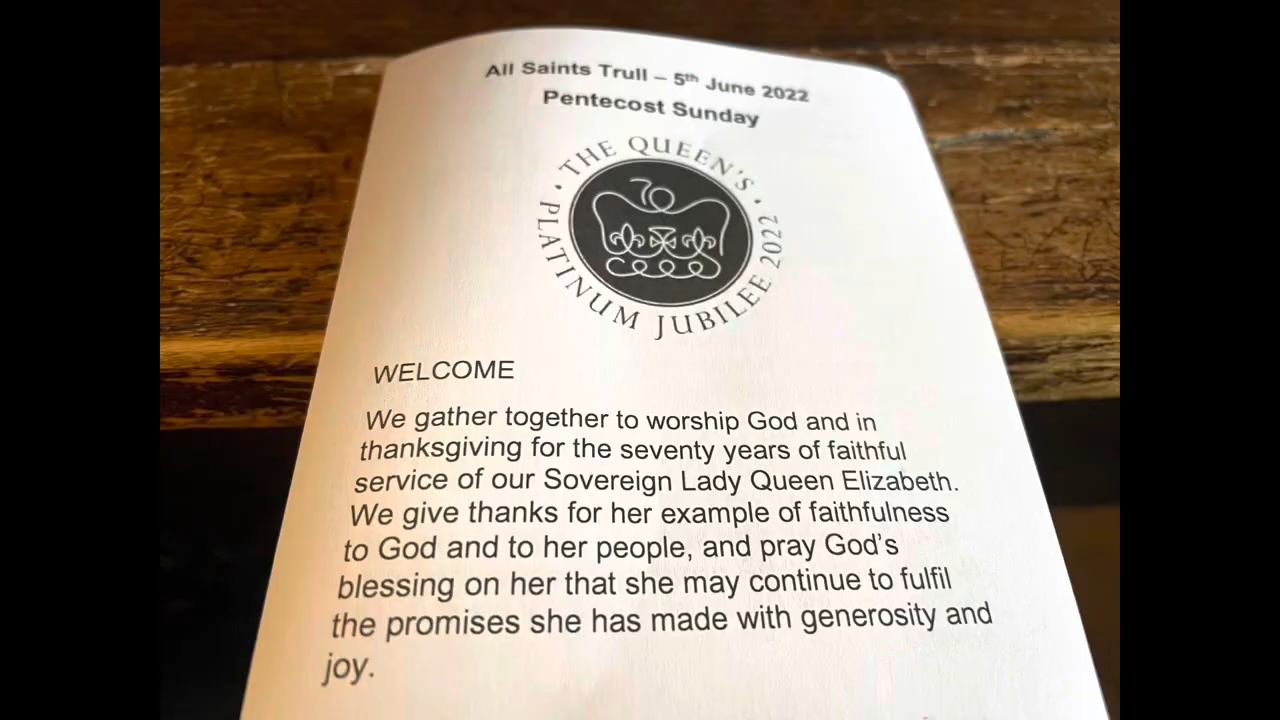 All Saints Trull – 5th June 2022
Pentecost Sunday
· THE QUEEN'S ·
PLATINUM JUBILEE 2022
70
WELCOME
We gather together to worship God and in
thanksgiving for the seventy years of faithful
service of our Sovereign Lady Queen Elizabeth.
We give thanks for her example of faithfulness
to God and to her people, and pray God's
blessing on her that she may continue to fulfil
the promises she has made with generosity and
joy.